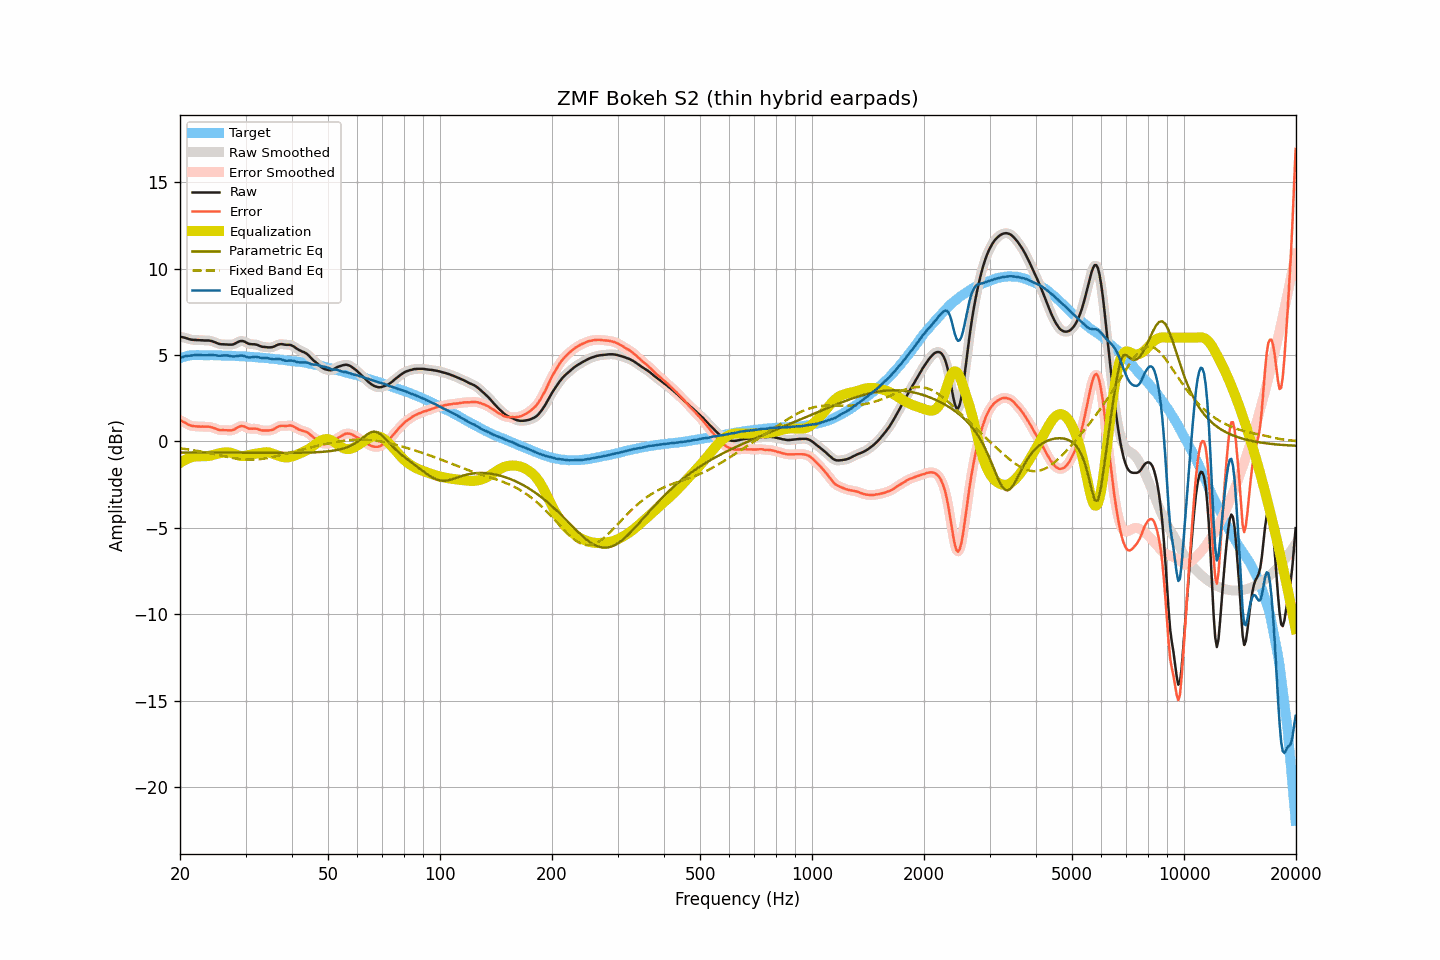 ZMF Bokeh S2 (thin hybrid earpads)
Target
Raw Smoothed
Error Smoothed
Raw
Error
Equalization
Parametric Eq
Fixed Band Eq
Equalized
15
10
5
0
−5
−10
−15
−20
Amplitude (dBr)
20 50 100 200 500 1000 2000 5000 10000 20000
Frequency (Hz)